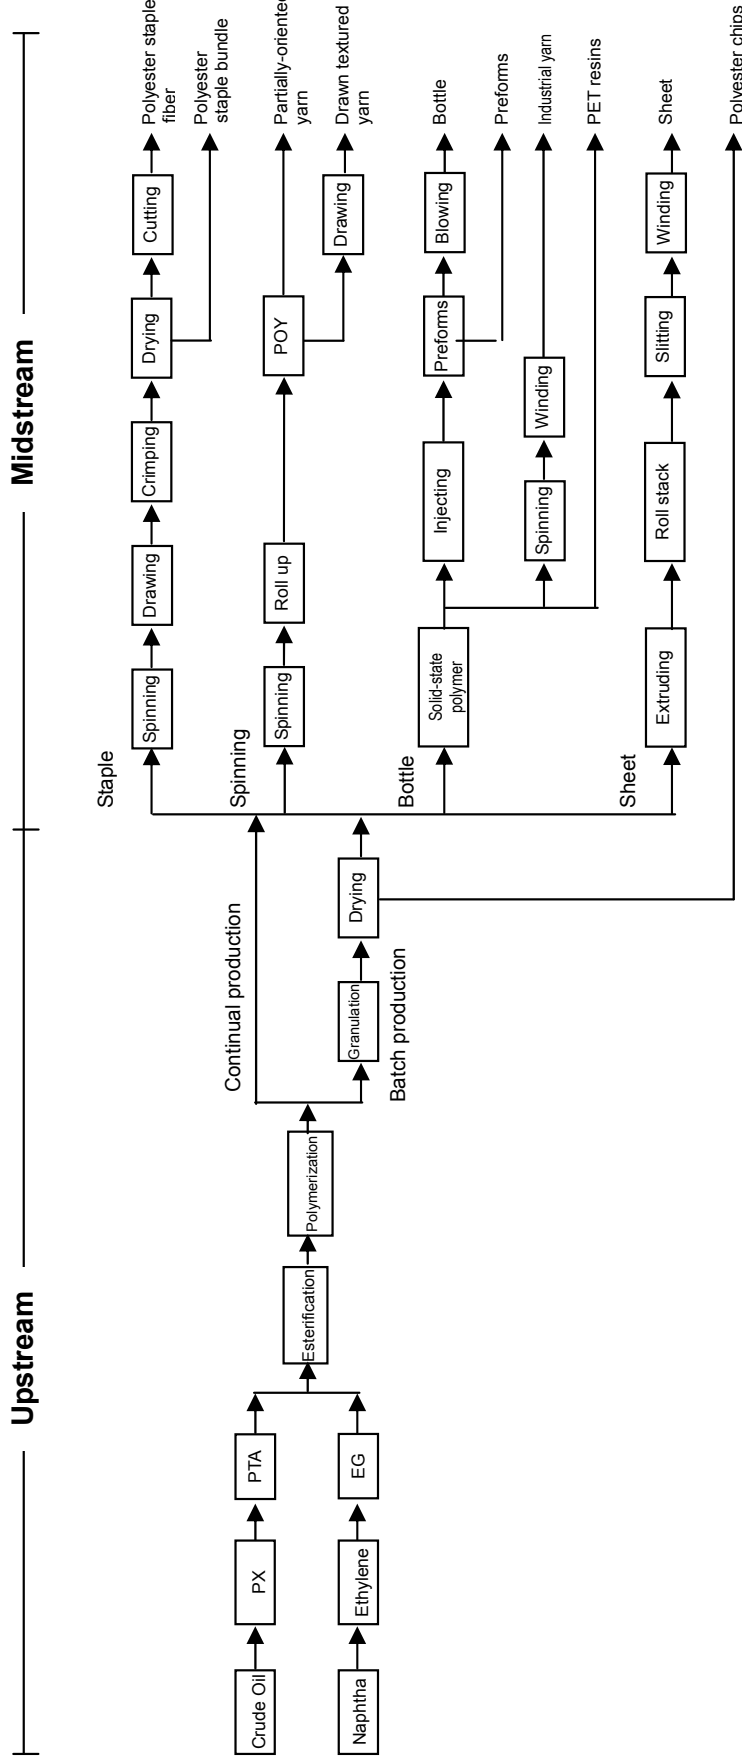 Upstream
Midstream
Crude Oil
PX
PTA
Naphtha
Ethylene
EG
Esterification
Polymerization
Continual production
Granulation
Drying
Batch production
Staple
Spinning
Drawing
Crimping
Drying
Cutting
Polyester staple
fiber
Polyester
staple bundle
Spinning
Spinning
Roll up
POY
Drawing
Partially-oriented
yarn
Drawn textured
yarn
Bottle
Solid-state
polymer
Injecting
Preforms
Blowing
Bottle
Preforms
Spinning
Winding
Industrial yarn
PET resins
Sheet
Extruding
Roll stack
Slitting
Winding
Sheet
Polyester chips